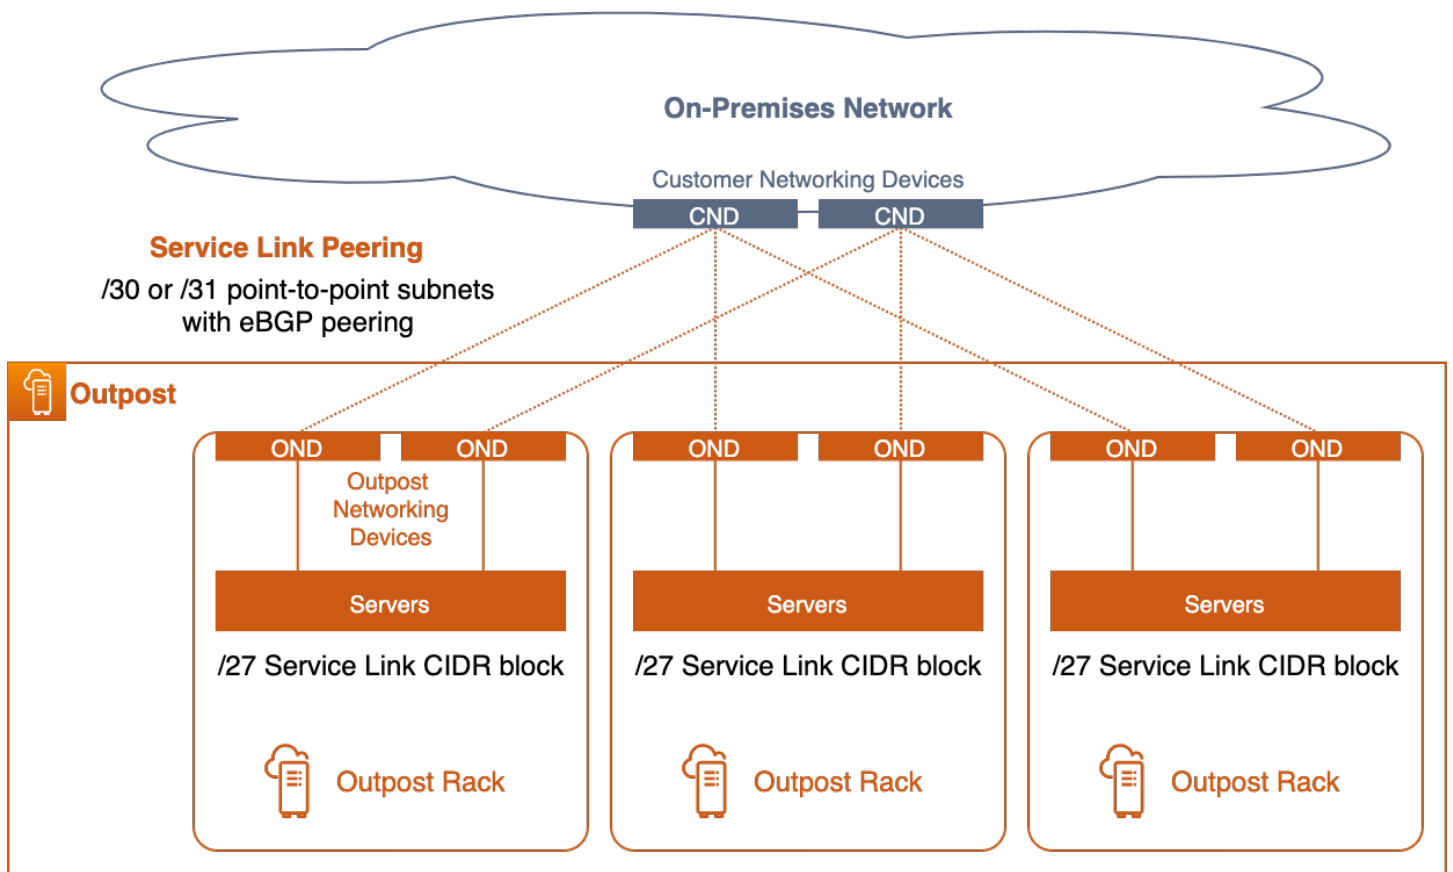 On-Premises Network
Customer Networking Devices
CND
CND
Service Link Peering
/30 or /31 point-to-point subnets
with eBGP peering
Outpost
OND
OND
OND
OND
OND
OND
Outpost
Networking
Devices
Servers
Servers
Servers
/27 Service Link CIDR block
/27 Service Link CIDR block
/27 Service Link CIDR block
Outpost Rack
Outpost Rack
Outpost Rack